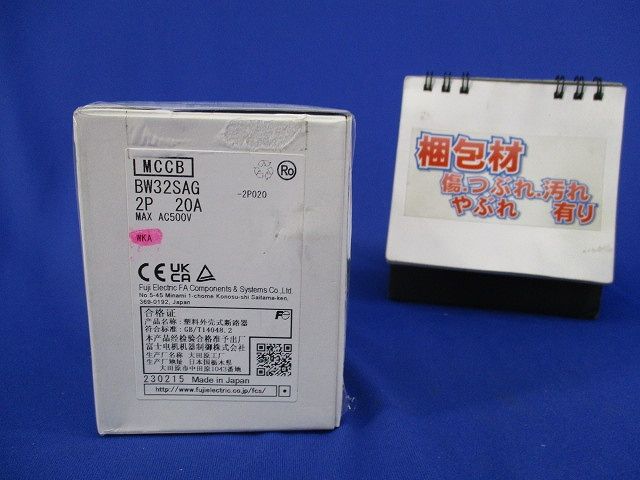 MCCB
BW32SAG
-2P020
2P 20A
MAX AC500V
WKA
Ro
CE UK CA
Fuji Electric FA Components & Systems Co.,Ltd.
No 5-45 Minami 1-chome Konosu-shi Saitama-ken,
369-0192, Japan
合格证
产品名称:塑料外壳式断路器
符合标准:GB/T14048.2
本产品经检验合格准予出厂
富士电机机器制御株式会社
生产厂名称 大田原工厂
生产厂地址 日本国栃木県
大田原市中田原1043番地
230215 Made in Japan
http://www.fujielectric.co.jp/fcs/
梱包材
傷.つぶれ.汚れ
やぶれ 有り